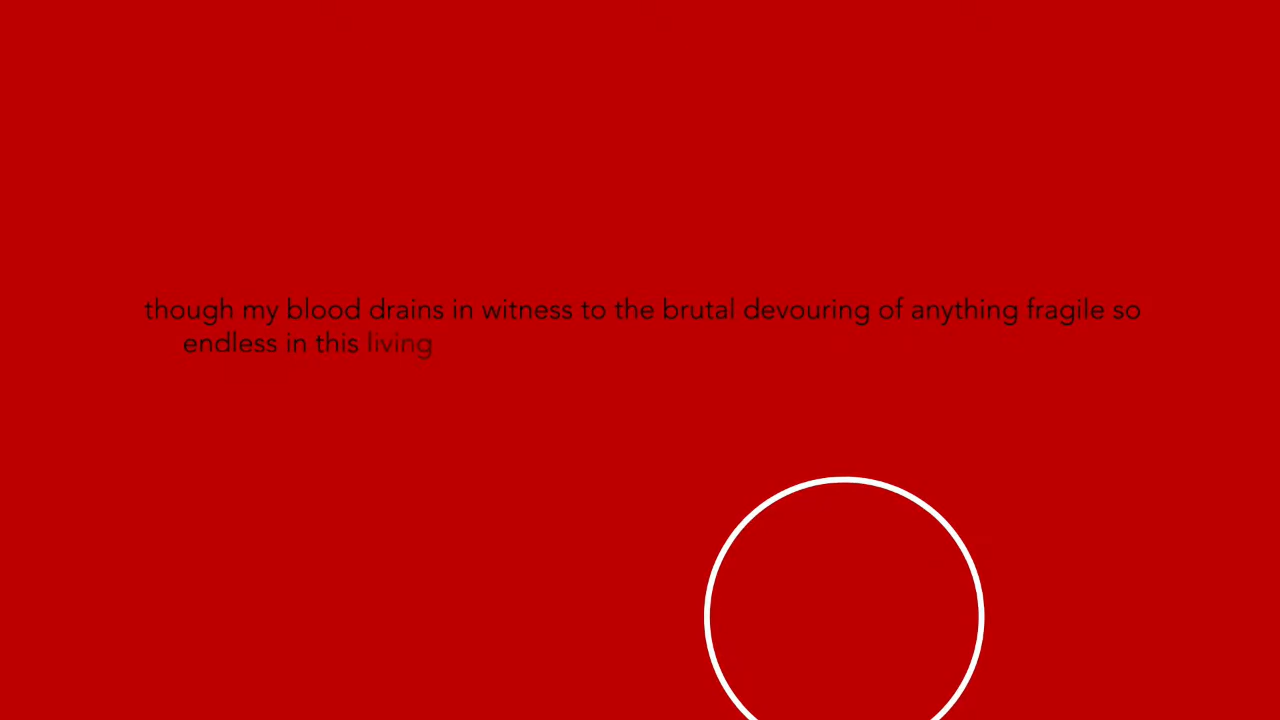 though my blood drains in witness to the brutal devouring of anything fragile so
endless in this living